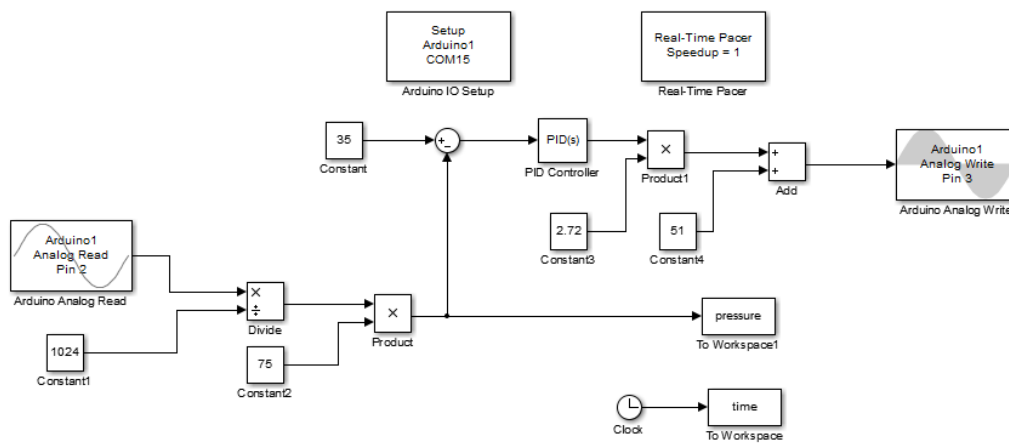 Setup
Arduino1
COM15
Arduino IO Setup
Real-Time Pacer
Speedup = 1
Real-Time Pacer
35
Constant
+
−
PID(s)
PID Controller
×
Product1
+
+
Add
Arduino1
Analog Write
Pin 3
Arduino Analog Write
2.72
Constant3
51
Constant4
Arduino1
Analog Read
Pin 2
Arduino Analog Read
×
÷
Divide
×
Product
1024
Constant1
75
Constant2
pressure
To Workspace1
Clock
time
To Workspace